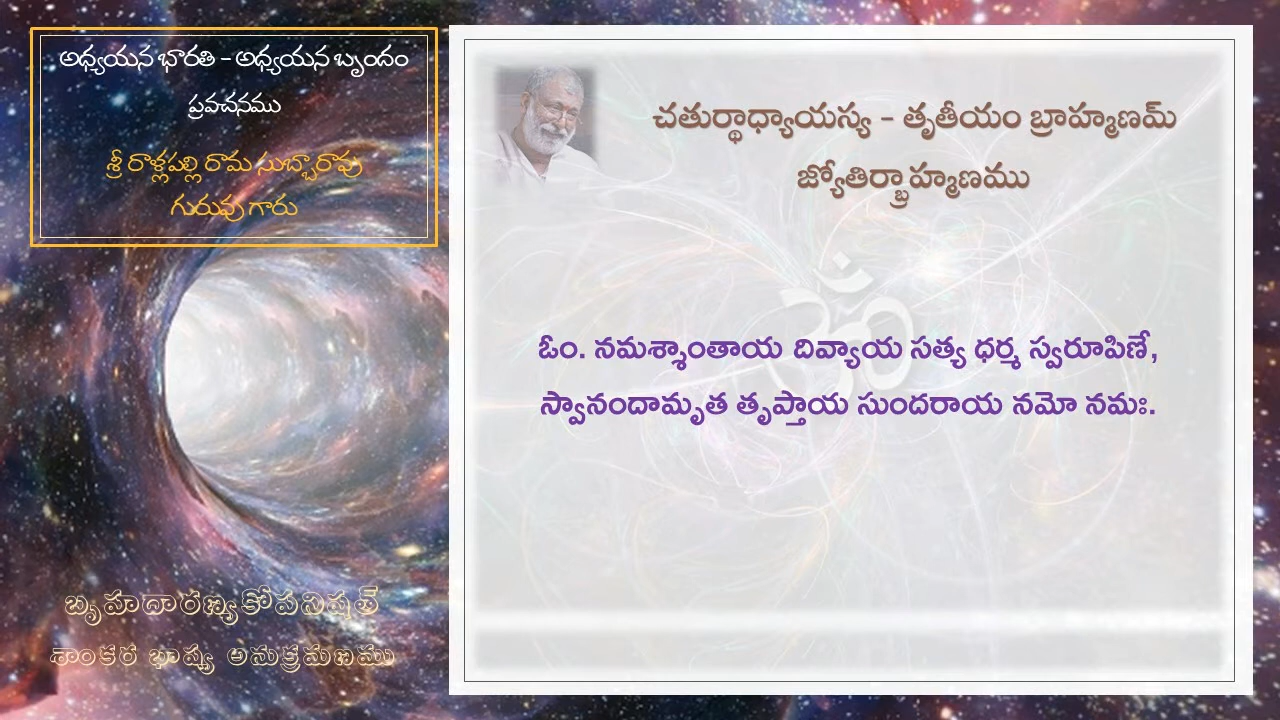 అధ్యయన భారతి - అధ్యయన బృందం
ప్రవచనము
శ్రీ రాళ్లపల్లి రామ సుబ్బారావు
గురువు గారు
చతుర్థాధ్యాయస్య - తృతీయం బ్రాహ్మణమ్
జ్యోతిర్బ్రాహ్మణము
ॐ
ఓం. నమశ్శాంతాయ దివ్యాయ సత్య ధర్మ స్వరూపిణే,
స్వానందామృత తృప్తాయ సుందరాయ నమో నమః.
బృహదారణ్యకోపనిషత్
శాంకర భాష్య అనుక్రమణము